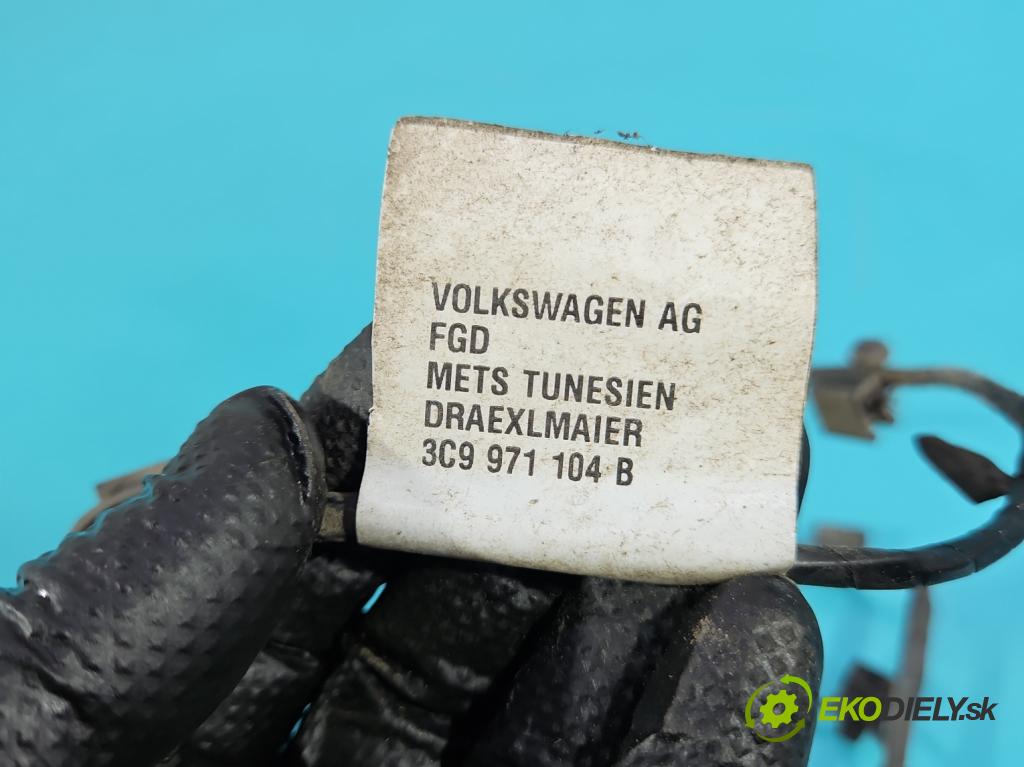 VOLKSWAGEN AG
FGD
METS TUNESIEN
DRAEXLMAIER
3C9 971 104 B
EKODIELY.sk